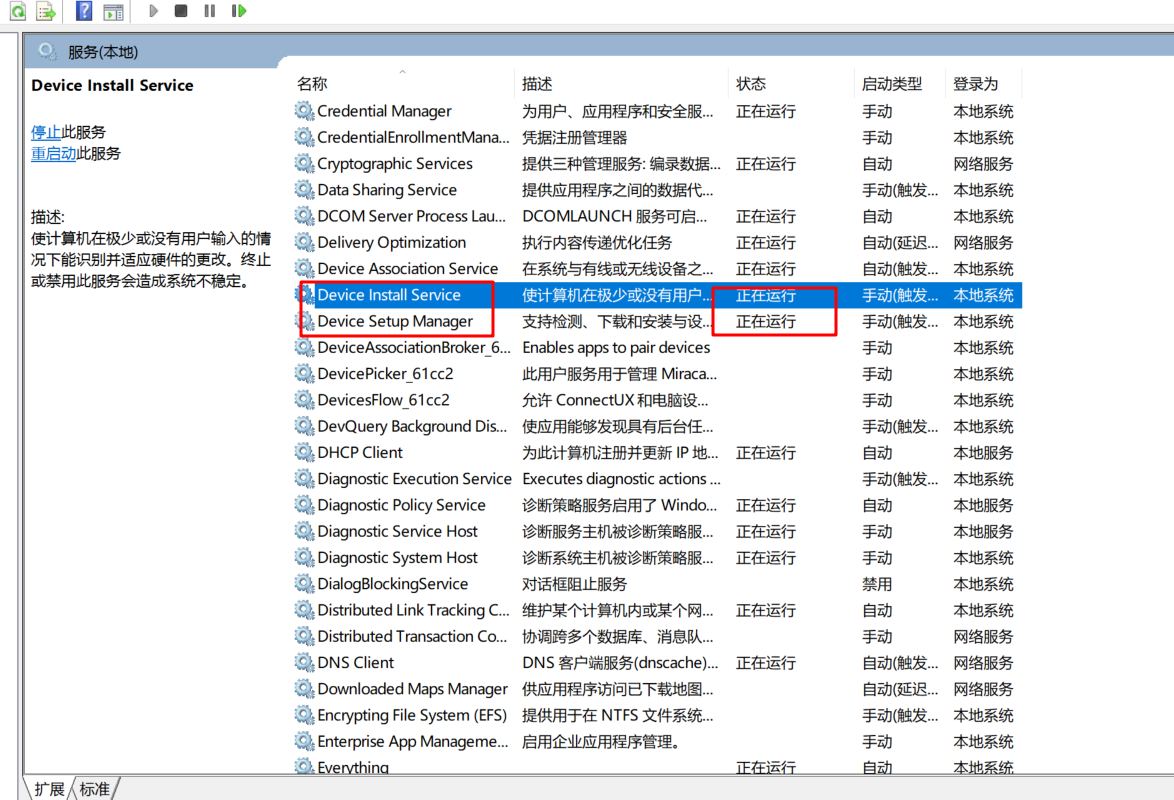 服务(本地)
Device Install Service
停止此服务
重启动此服务
描述:
使计算机在极少或没有用户输入的情
况下能识别并适应硬件的更改。终止
或禁用此服务会造成系统不稳定。
名称 描述 状态 启动类型 登录为
Credential Manager 为用户、应用程序和安全服... 正在运行 手动 本地系统
CredentialEnrollmentMana... 凭据注册管理器 手动 本地系统
Cryptographic Services 提供三种管理服务: 编录数据... 正在运行 自动 网络服务
Data Sharing Service 提供应用程序之间的数据代... 手动(触发... 本地系统
DCOM Server Process Lau... DCOMLAUNCH 服务可启... 正在运行 自动 本地系统
Delivery Optimization 执行内容传递优化任务 正在运行 自动(延迟... 网络服务
Device Association Service 在系统与有线或无线设备之... 正在运行 自动(触发... 本地系统
Device Install Service 使计算机在极少或没有用户... 正在运行 手动(触发... 本地系统
Device Setup Manager 支持检测、下载和安装与设... 正在运行 手动(触发... 本地系统
DeviceAssociationBroker_6... Enables apps to pair devices 手动 本地系统
DevicePicker_61cc2 此用户服务用于管理 Miraca... 手动 本地系统
DevicesFlow_61cc2 允许 ConnectUX 和电脑设... 手动 本地系统
DevQuery Background Dis... 使应用能够发现具有后台任... 手动(触发... 本地系统
DHCP Client 为此计算机注册并更新 IP 地... 正在运行 自动 本地服务
Diagnostic Execution Service Executes diagnostic actions ... 手动(触发... 本地系统
Diagnostic Policy Service 诊断策略服务启用了 Windo... 正在运行 自动 本地服务
Diagnostic Service Host 诊断服务主机被诊断策略服... 正在运行 手动 本地服务
Diagnostic System Host 诊断系统主机被诊断策略服... 正在运行 手动 本地系统
DialogBlockingService 对话框阻止服务 禁用 本地系统
Distributed Link Tracking C... 维护某个计算机内或某个网... 正在运行 自动 本地系统
Distributed Transaction Co... 协调跨多个数据库、消息队... 手动 网络服务
DNS Client DNS 客户端服务(dnscache)... 正在运行 自动(触发... 网络服务
Downloaded Maps Manager 供应用程序访问已下载地图... 自动(延迟... 网络服务
Encrypting File System (EFS) 提供用于在 NTFS 文件系统... 手动(触发... 本地系统
Enterprise App Manageme... 启用企业应用程序管理。 手动 本地系统
Everything 正在运行 自动 本地系统
扩展 标准